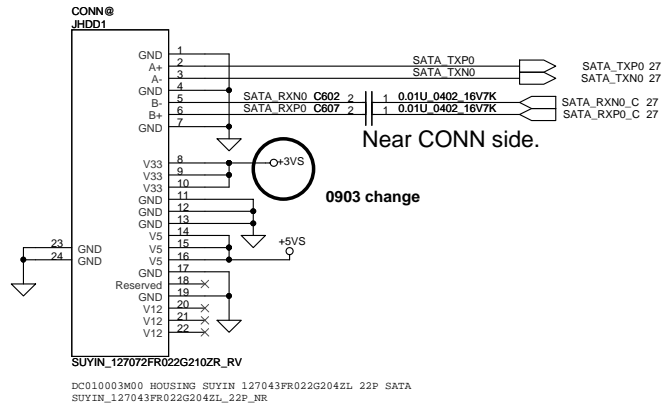 CONN@
JHDD1
GND 1
A+ 2 SATA_TXP0 SATA_TXP0 27
A- 3 SATA_TXN0 SATA_TXN0 27
GND 4
B- 5 SATA_RXN0 C602 2 1 0.01U_0402_16V7K SATA_RXN0_C 27
B+ 6 SATA_RXP0 C607 2 1 0.01U_0402_16V7K SATA_RXP0_C 27
GND 7
Near CONN side.
V33 8 +3VS
V33 9
V33 10
GND 11
0903 change
GND 12
GND 13
V5 14
V5 15 +5VS
V5 16
23 GND
24 GND
GND 17
Reserved 18
GND 19
V12 20
V12 21
V12 22
SUYIN_127072FR022G210ZR_RV
DC010003M00 HOUSING SUYIN 127043FR022G204ZL 22P SATA
SUYIN_127043FR022G204ZL_22P_NR